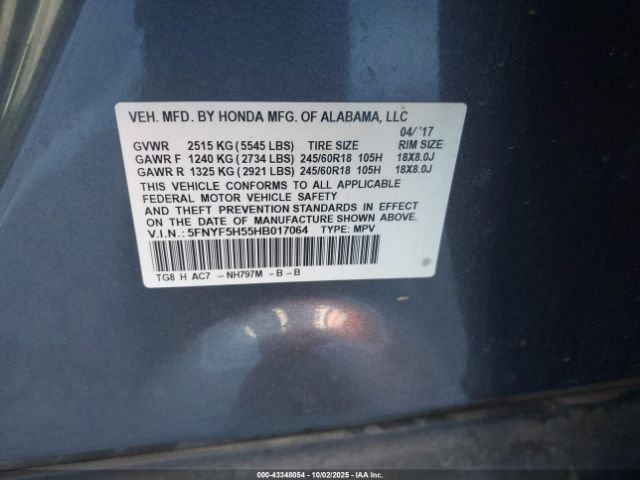 VEH. MFD. BY HONDA MFG. OF ALABAMA, LLC
04/ '17
GVWR 2515 KG (5545 LBS) TIRE SIZE RIM SIZE
GAWR F 1240 KG (2734 LBS) 245/60R18 105H 18X8.0J
GAWR R 1325 KG (2921 LBS) 245/60R18 105H 18X8.0J
THIS VEHICLE CONFORMS TO ALL APPLICABLE
FEDERAL MOTOR VEHICLE SAFETY
AND THEFT PREVENTION STANDARDS IN EFFECT
ON THE DATE OF MANUFACTURE SHOWN ABOVE.
V.I.N.: 5FNYF5H55HB017064 TYPE: MPV
TG8 H AC7 - NH797M - B - B
000-43348054 - 10/02/2025 - IAAI.com